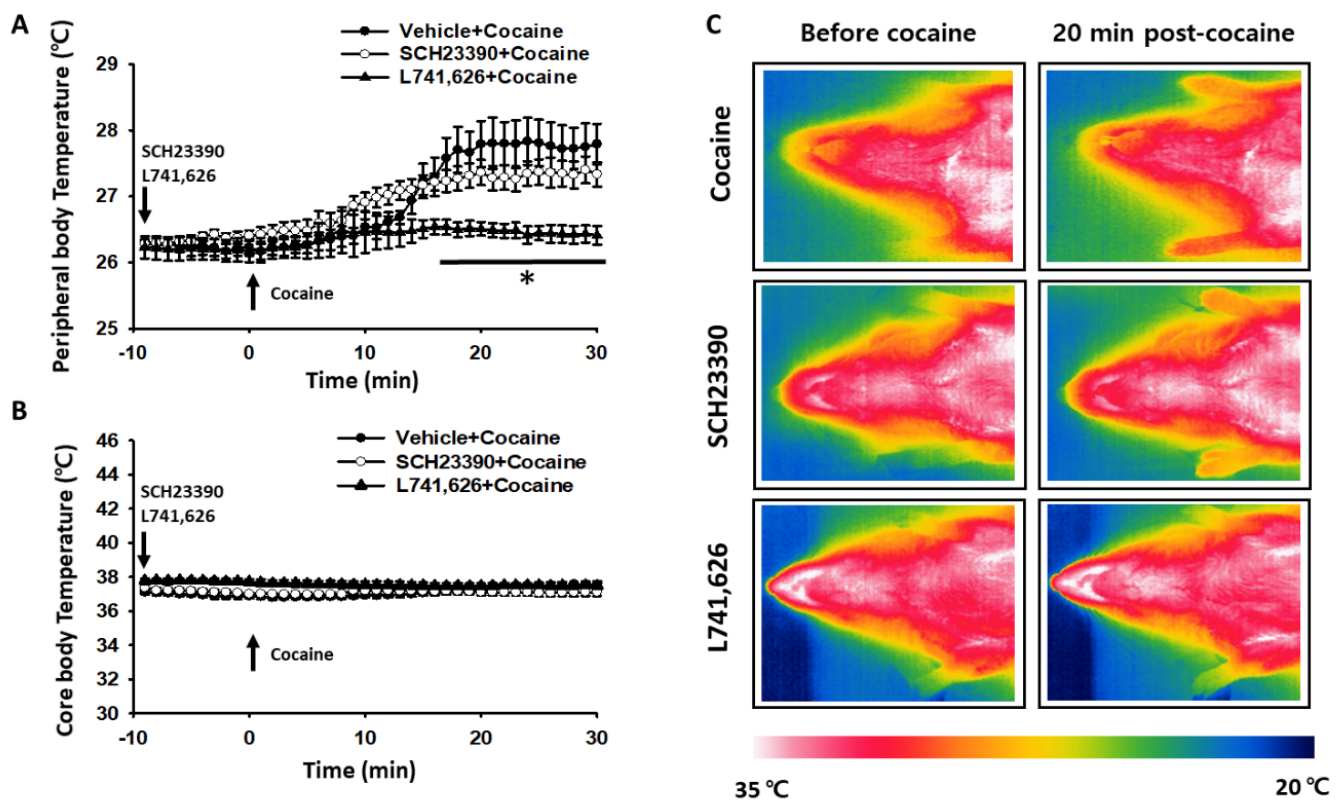 A
Vehicle+Cocaine
SCH23390+Cocaine
L741,626+Cocaine
Peripheral body Temperature (℃)
29
28
27
26
25
SCH23390
L741,626
Cocaine
*
-10 0 10 20 30
Time (min)
B
Vehicle+Cocaine
SCH23390+Cocaine
L741,626+Cocaine
Core body Temperature (℃)
46
44
42
40
38
36
34
32
30
SCH23390
L741,626
Cocaine
-10 0 10 20 30
Time (min)
C
Before cocaine 20 min post-cocaine
Cocaine
SCH23390
L741,626
35 ℃ 20 ℃